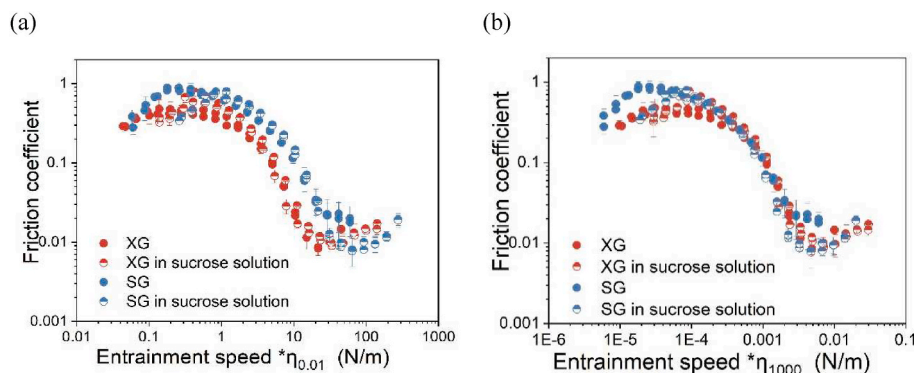 (a)
Friction coefficient
1
0.1
0.01
0.001
XG
XG in sucrose solution
SG
SG in sucrose solution
0.01 0.1 1 10 100 1000
Entrainment speed *η0.01 (N/m)
(b)
Friction coefficient
1
0.1
0.01
0.001
XG
XG in sucrose solution
SG
SG in sucrose solution
1E-6 1E-5 1E-4 0.001 0.01 0.1
Entrainment speed *η1000 (N/m)